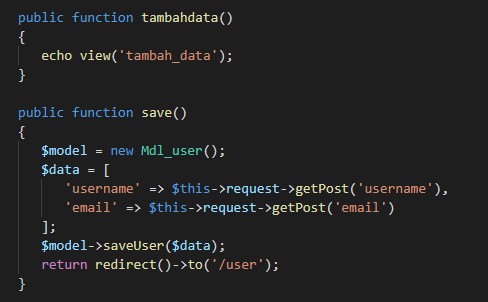 public function tambahdata()
{
    echo view('tambah_data');
}

public function save()
{
    $model = new Mdl_user();
    $data = [
        'username' => $this->request->getPost('username'),
        'email' => $this->request->getPost('email')
    ];
    $model->saveUser($data);
    return redirect()->to('/user');
}